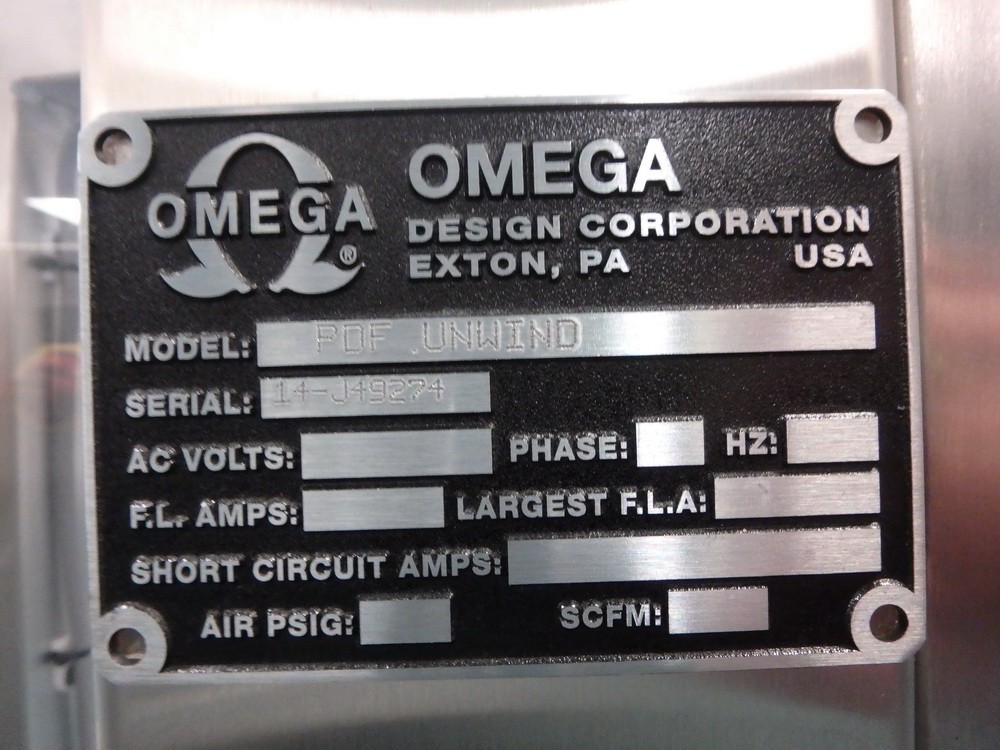 OMEGA ®
OMEGA
DESIGN CORPORATION
EXTON, PA USA
MODEL: PDF UNWIND
SERIAL: 14-J49274
AC VOLTS: PHASE: HZ:
F.L. AMPS: LARGEST F.L.A:
SHORT CIRCUIT AMPS:
AIR PSIG: SCFM: